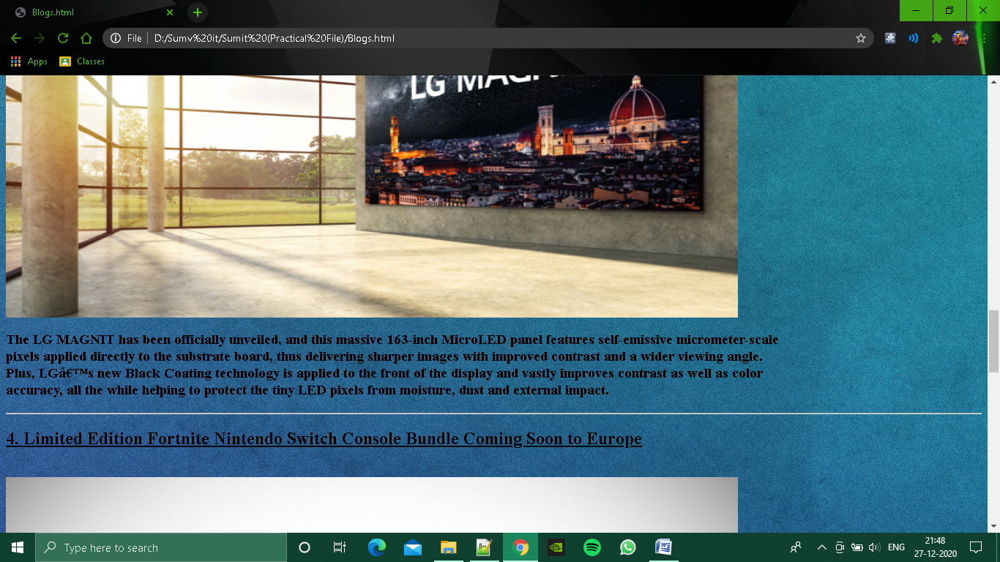 Blogs.html
File
D:/Sumv%20it/Sumit%20(Practical%20File)/Blogs.html
Apps
Classes
LG
The LG MAGNIT has been officially unveiled, and this massive 163-inch MicroLED panel features self-emissive micrometer-scale
pixels applied directly to the substrate board, thus delivering sharper images with improved contrast and a wider viewing angle.
Plus, LGâ€™s new Black Coating technology is applied to the front of the display and vastly improves contrast as well as color
accuracy, all the while helping to protect the tiny LED pixels from moisture, dust and external impact.
4. Limited Edition Fortnite Nintendo Switch Console Bundle Coming Soon to Europe
Type here to search
ENG
21:48
27-12-2020